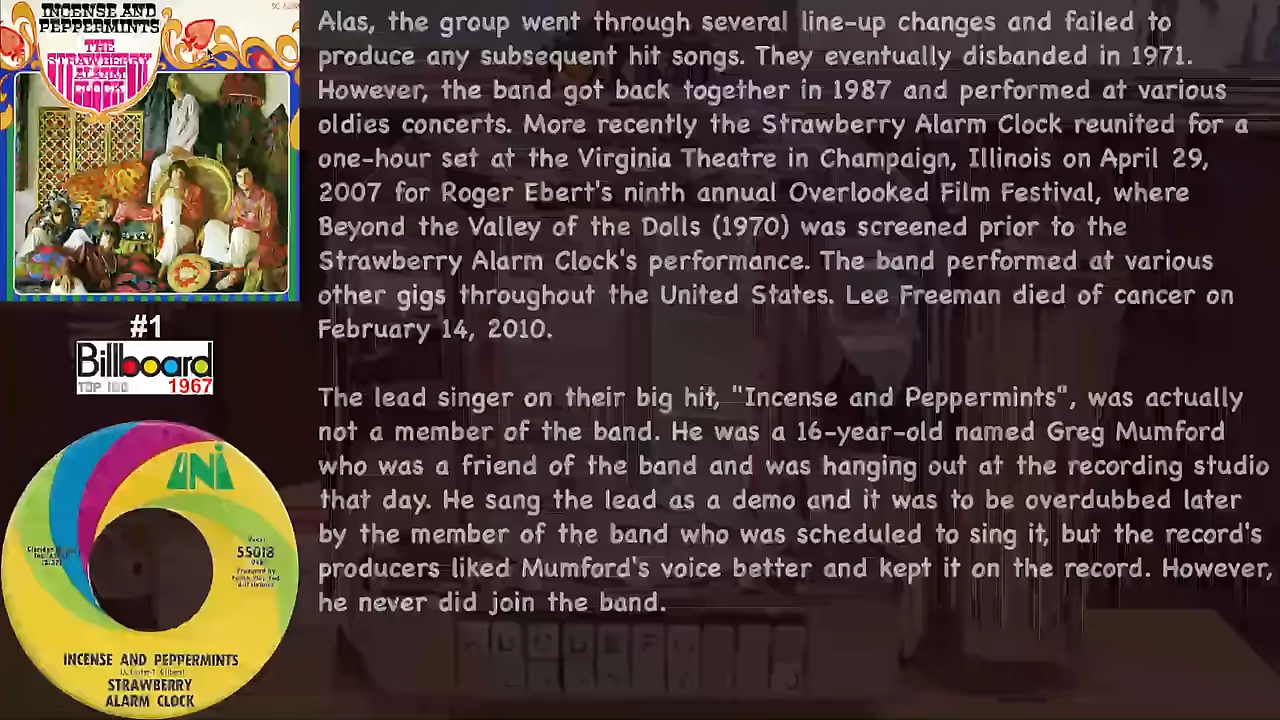 INCENSE AND
PEPPERMINTS
THE
STRAWBERRY
ALARM
CLOCK
#1
Billboard
TOP 100
1967
UNI
55018
INCENSE AND PEPPERMINTS
STRAWBERRY
ALARM CLOCK
Alas, the group went through several line-up changes and failed to
produce any subsequent hit songs. They eventually disbanded in 1971.
However, the band got back together in 1987 and performed at various
oldies concerts. More recently the Strawberry Alarm Clock reunited for a
one-hour set at the Virginia Theatre in Champaign, Illinois on April 29,
2007 for Roger Ebert's ninth annual Overlooked Film Festival, where
Beyond the Valley of the Dolls (1970) was screened prior to the
Strawberry Alarm Clock's performance. The band performed at various
other gigs throughout the United States. Lee Freeman died of cancer on
February 14, 2010.
The lead singer on their big hit, "Incense and Peppermints", was actually
not a member of the band. He was a 16-year-old named Greg Mumford
who was a friend of the band and was hanging out at the recording studio
that day. He sang the lead as a demo and it was to be overdubbed later
by the member of the band who was scheduled to sing it, but the record's
producers liked Mumford's voice better and kept it on the record. However,
he never did join the band.